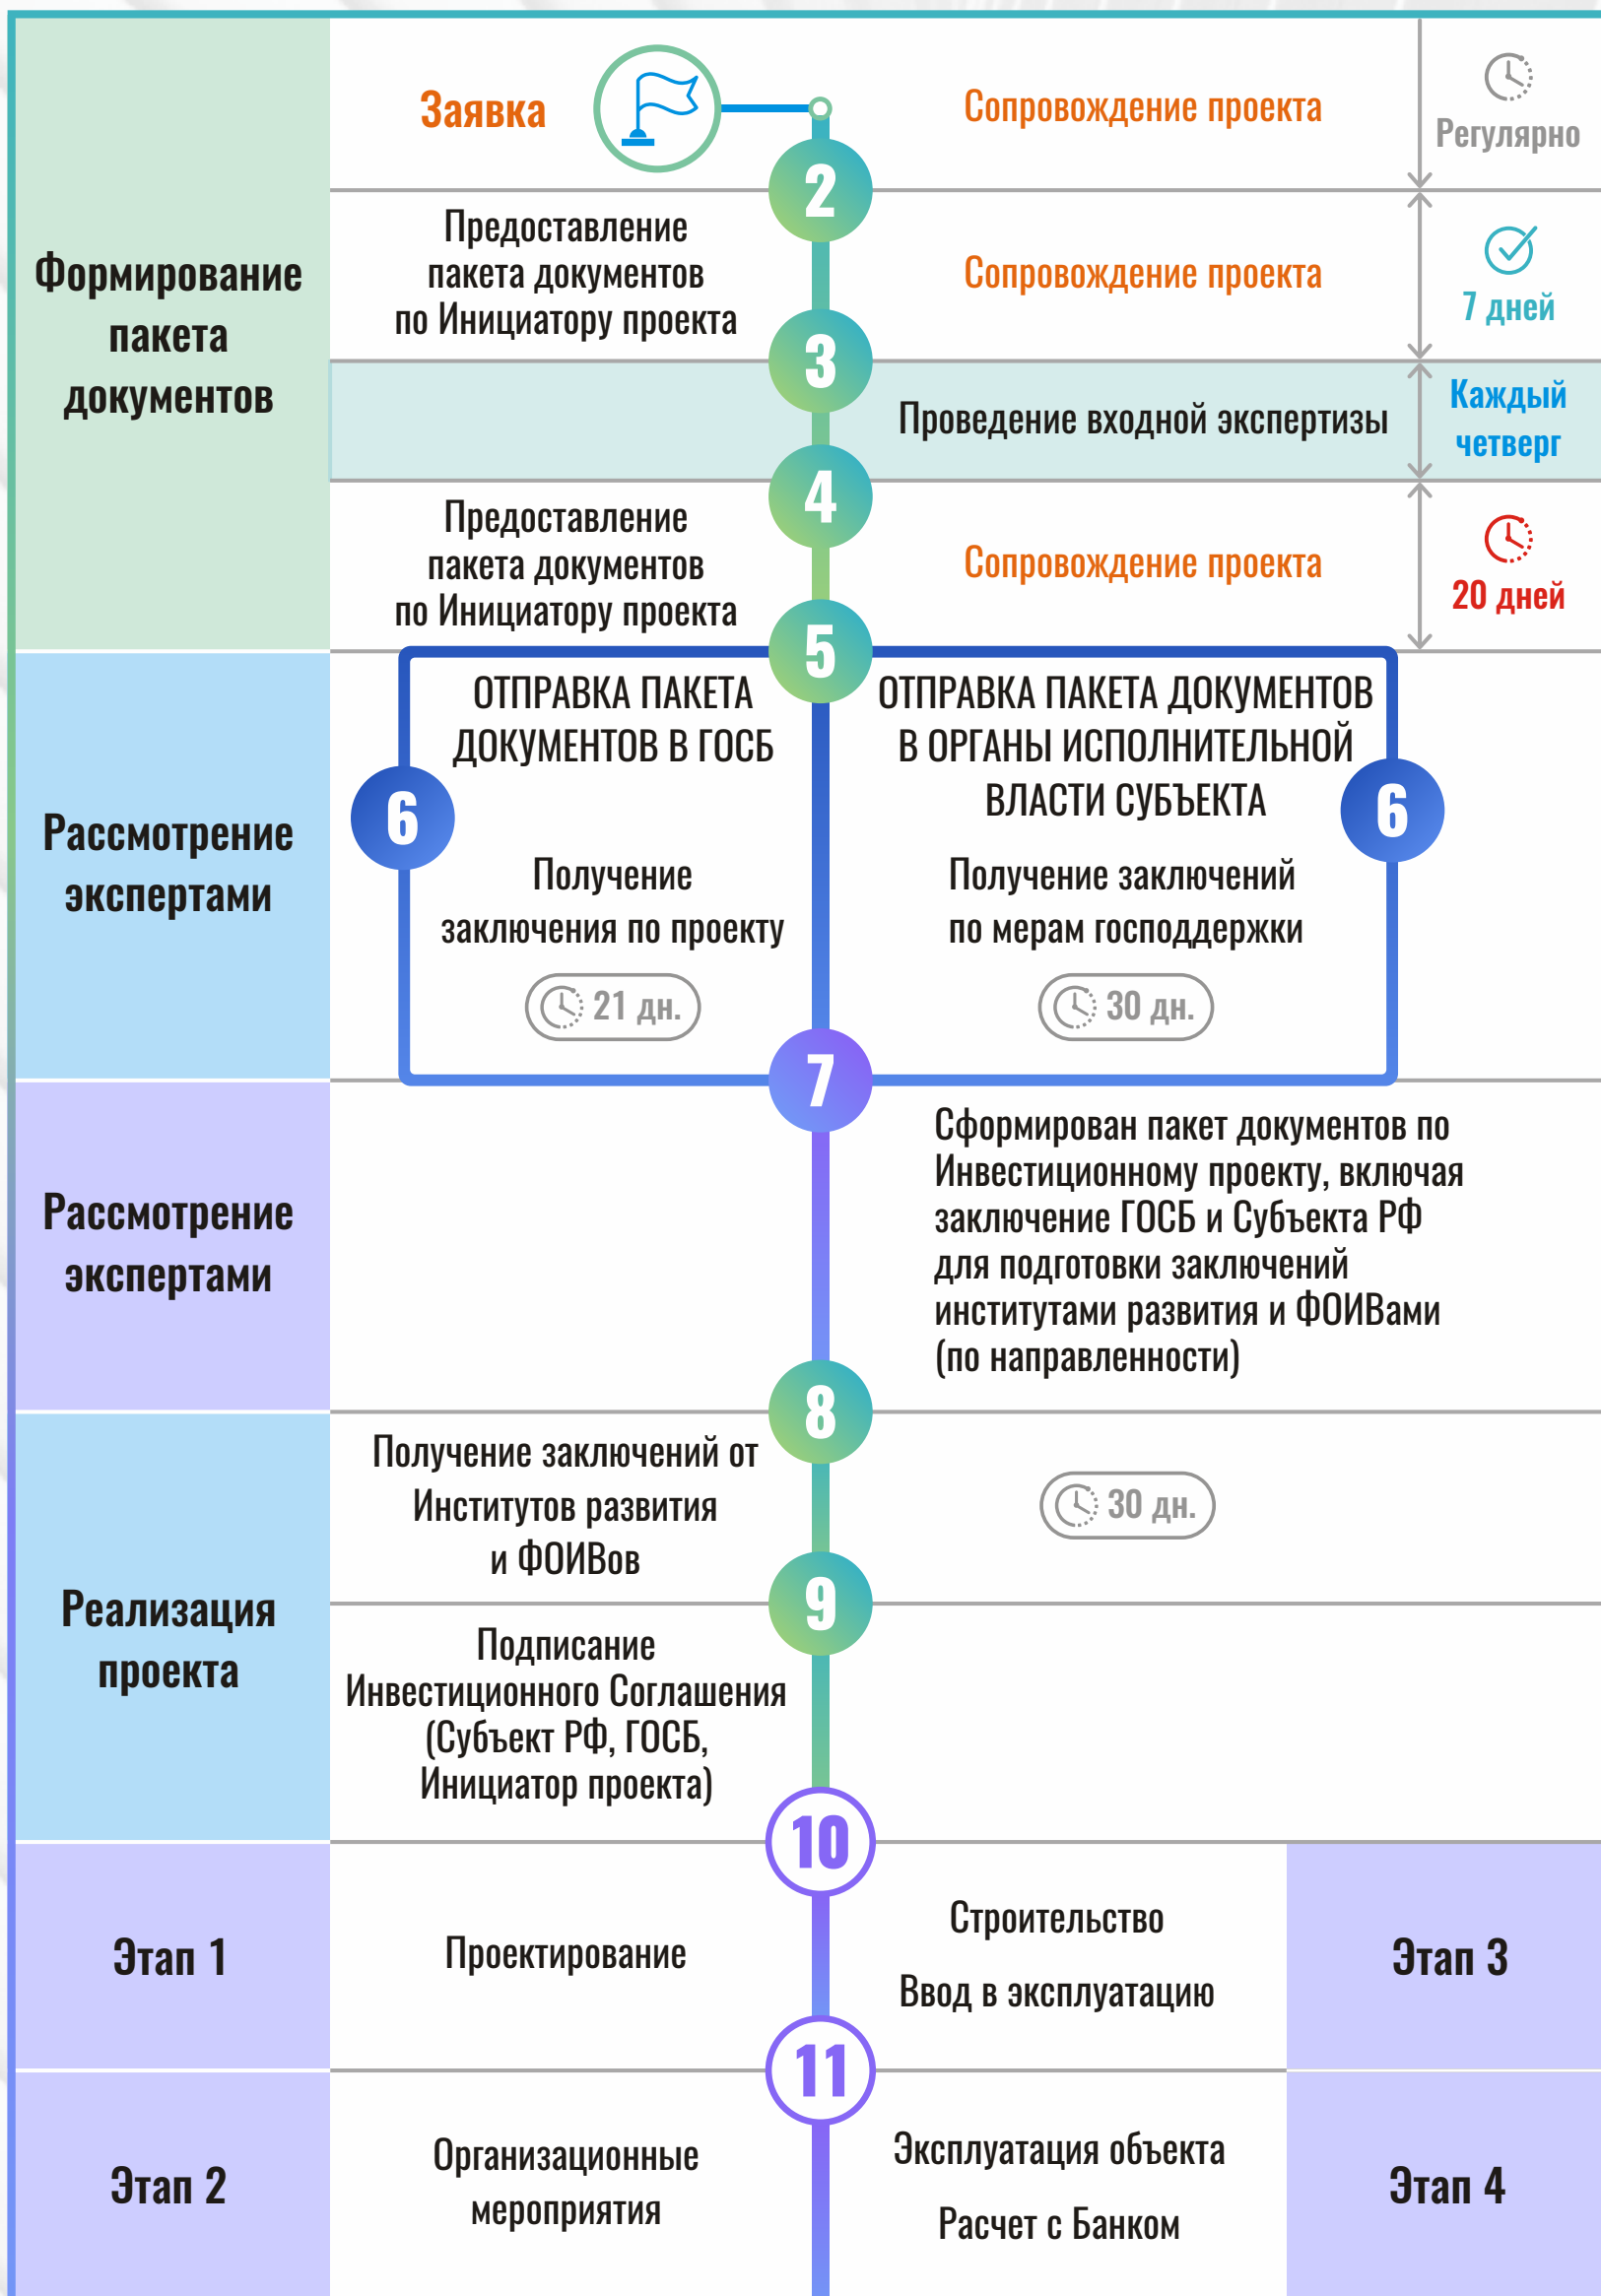 Заявка
Сопровождение проекта
Регулярно
2
Формирование
пакета
документов
Предоставление
пакета документов
по Инициатору проекта
Сопровождение проекта
7 дней
3
Проведение входной экспертизы
Каждый
четверг
4
Предоставление
пакета документов
по Инициатору проекта
Сопровождение проекта
20 дней
5
Рассмотрение
экспертами
ОТПРАВКА ПАКЕТА
ДОКУМЕНТОВ В ГОСБ
6
Получение
заключения по проекту
21 дн.
ОТПРАВКА ПАКЕТА ДОКУМЕНТОВ
В ОРГАНЫ ИСПОЛНИТЕЛЬНОЙ
ВЛАСТИ СУБЪЕКТА
6
Получение заключений
по мерам господдержки
30 дн.
7
Рассмотрение
экспертами
Сформирован пакет документов по
Инвестиционному проекту, включая
заключение ГОСБ и Субъекта РФ
для подготовки заключений
институтами развития и ФОИВами
(по направленности)
8
Реализация
проекта
Получение заключений от
Институтов развития
и ФОИВов
30 дн.
9
Подписание
Инвестиционного Соглашения
(Субъект РФ, ГОСБ,
Инициатор проекта)
10
Этап 1
Проектирование
Строительство
Ввод в эксплуатацию
Этап 3
11
Этап 2
Организационные
мероприятия
Эксплуатация объекта
Расчет с Банком
Этап 4